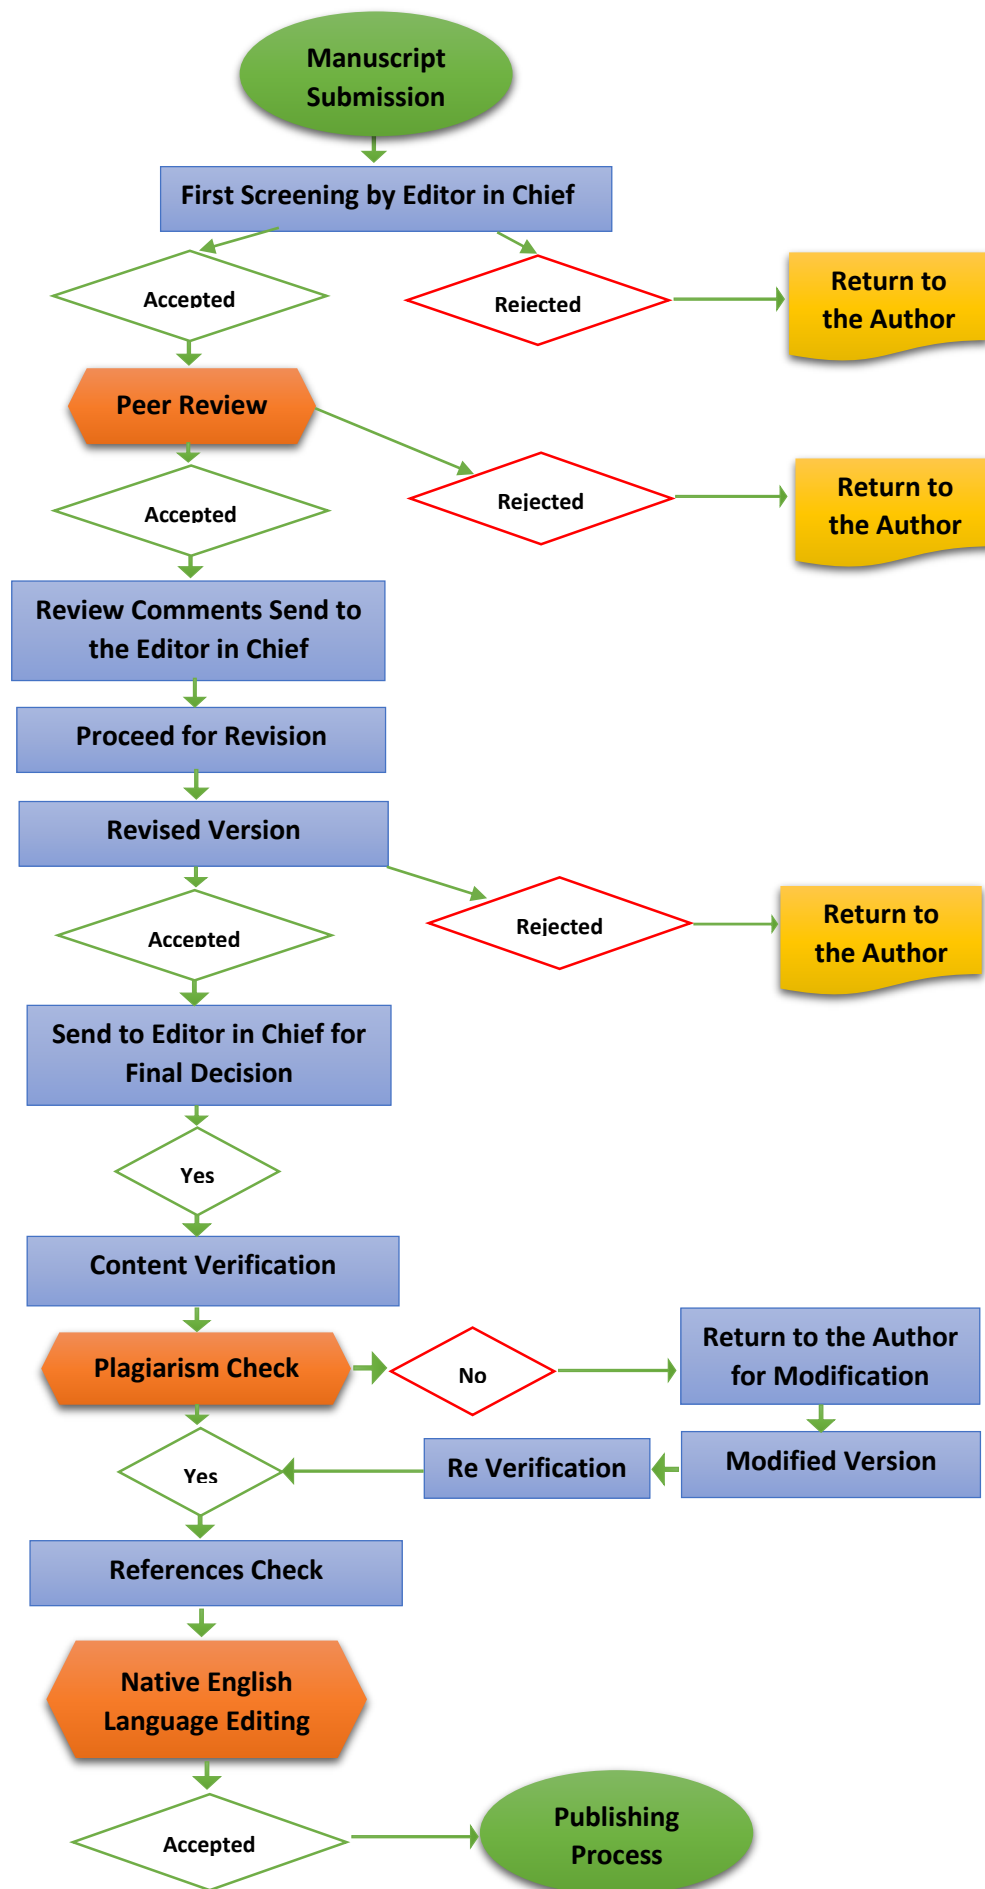 Manuscript
Submission
First Screening by Editor in Chief
Accepted
Rejected
Return to
the Author
Peer Review
Accepted
Rejected
Return to
the Author
Review Comments Send to
the Editor in Chief
Proceed for Revision
Revised Version
Accepted
Rejected
Return to
the Author
Send to Editor in Chief for
Final Decision
Yes
Content Verification
Plagiarism Check
No
Return to the Author
for Modification
Yes
Re Verification
Modified Version
References Check
Native English
Language Editing
Accepted
Publishing
Process